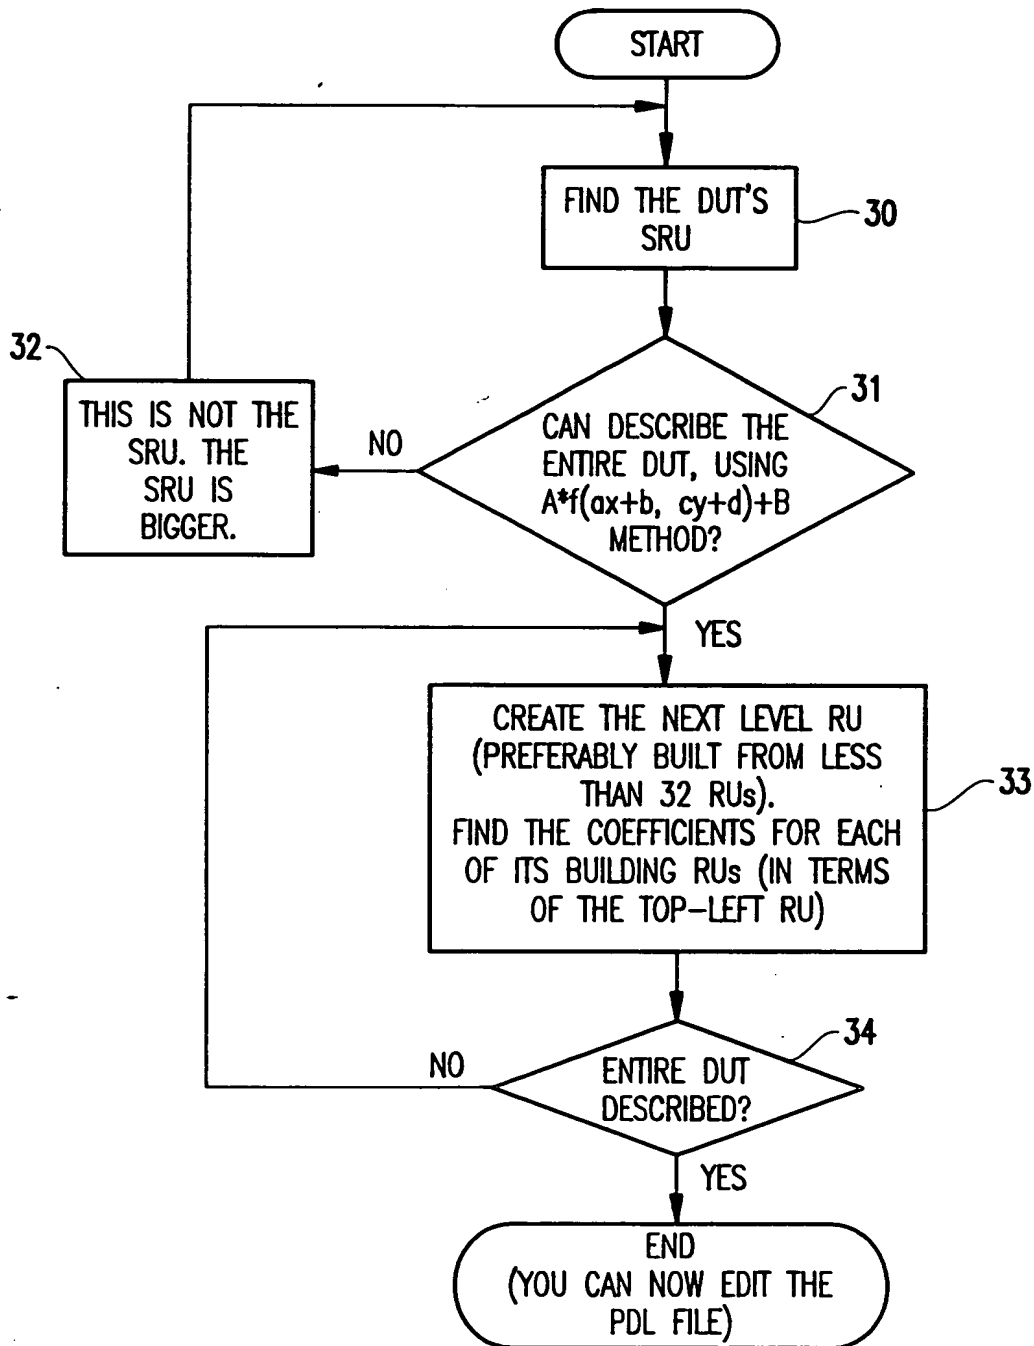 START
FIND THE DUT'S
SRU
30
32
THIS IS NOT THE
SRU. THE
SRU IS
BIGGER.
NO
31
CAN DESCRIBE THE
ENTIRE DUT, USING
A*f(ax+b, cy+d)+B
METHOD?
YES
CREATE THE NEXT LEVEL RU
(PREFERABLY BUILT FROM LESS
THAN 32 RUs).
FIND THE COEFFICIENTS FOR EACH
OF ITS BUILDING RUs (IN TERMS
OF THE TOP-LEFT RU)
33
34
NO
ENTIRE DUT
DESCRIBED?
YES
END
(YOU CAN NOW EDIT THE
PDL FILE)